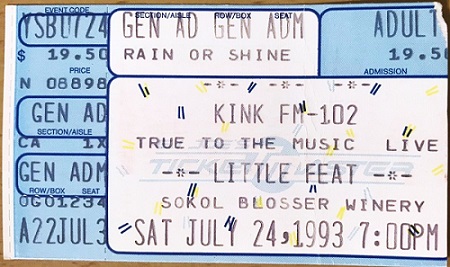 EVENT CODE SECTION/AISLE ROW/BOX SEAT
YSBU724 GEN AD GEN ADM ADULT
$ 19.50 RAIN OR SHINE 19.50
ADMISSION
N 08898
KINK FM-102
GEN AD
SECTION/AISLE
TRUE TO THE MUSIC LIVE
CA 1X
TICKETMASTER
GEN ADM -*- LITTLE FEAT -*-
ROW/BOX SEAT
0G01234 SOKOL BLOSSER WINERY
A22JUL3 SAT JULY 24,1993 7:00PM